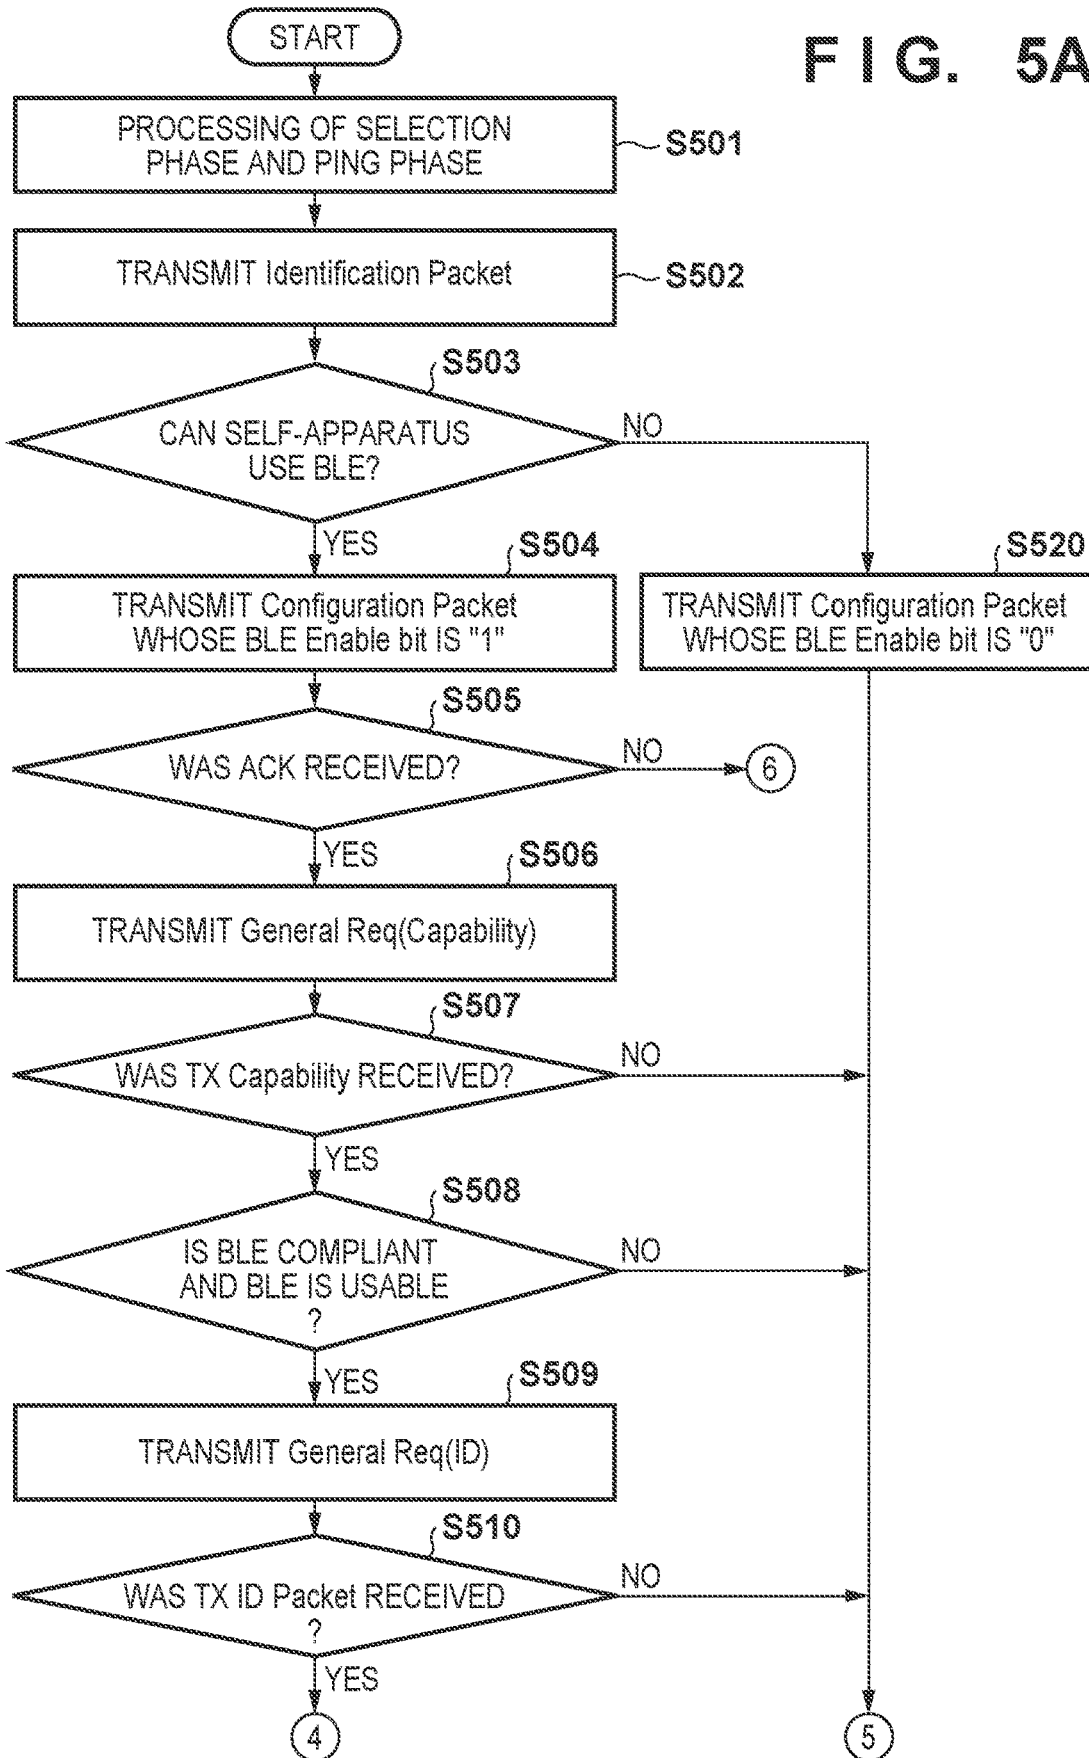 START
F I G. 5A
PROCESSING OF SELECTION
PHASE AND PING PHASE
S501
TRANSMIT Identification Packet
S502
S503
CAN SELF-APPARATUS
USE BLE?
NO
YES
S504
TRANSMIT Configuration Packet
WHOSE BLE Enable bit IS "1"
S520
TRANSMIT Configuration Packet
WHOSE BLE Enable bit IS "0"
S505
WAS ACK RECEIVED?
NO
6
YES
S506
TRANSMIT General Req(Capability)
S507
WAS TX Capability RECEIVED?
NO
YES
S508
IS BLE COMPLIANT
AND BLE IS USABLE
?
NO
YES
S509
TRANSMIT General Req(ID)
S510
WAS TX ID Packet RECEIVED
?
NO
YES
4
5